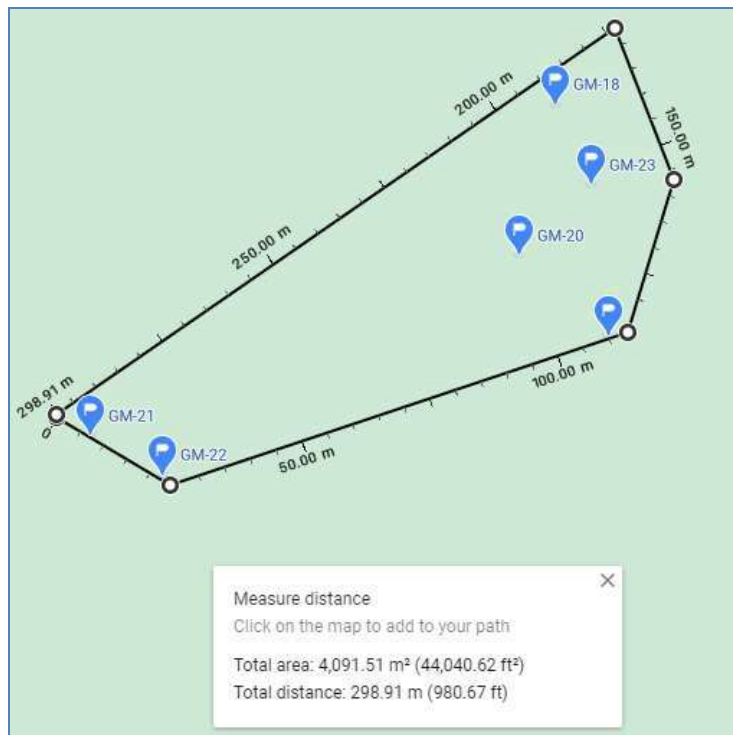 200.00 m
GM-18
150.00 m
GM-23
GM-20
250.00 m
100.00 m
298.91 m
0
GM-21
GM-22
50.00 m
Measure distance
Click on the map to add to your path
Total area: 4,091.51 m² (44,040.62 ft²)
Total distance: 298.91 m (980.67 ft)